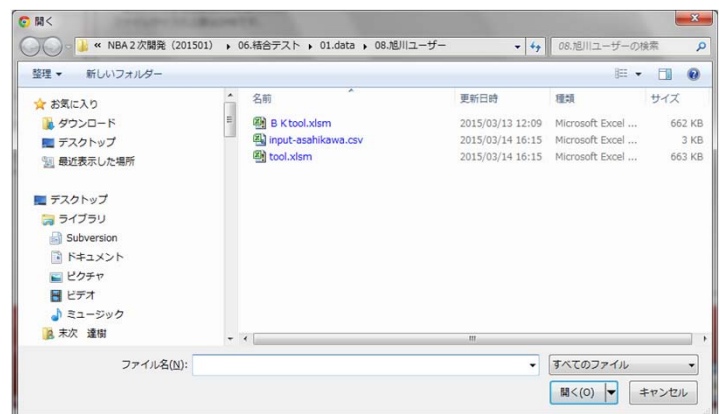 開く
« NBA２次開発（201501） ▸ 06.結合テスト ▸ 01.data ▸ 08.旭川ユーザー
08.旭川ユーザーの検索
整理 ▼ 新しいフォルダー
名前 更新日時 種類 サイズ
お気に入り
ダウンロード
デスクトップ
最近表示した場所
B K tool.xlsm 2015/03/13 12:09 Microsoft Excel ... 662 KB
input-asahikawa.csv 2015/03/14 16:15 Microsoft Excel ... 3 KB
tool.xlsm 2015/03/14 16:15 Microsoft Excel ... 663 KB
デスクトップ
ライブラリ
Subversion
ドキュメント
ピクチャ
ビデオ
ミュージック
末次 達樹
ファイル名(N):
すべてのファイル
開く(O) キャンセル